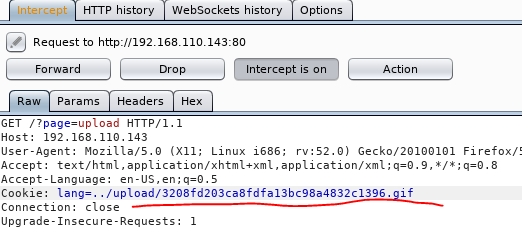 Intercept HTTP history WebSockets history Options
Request to http://192.168.110.143:80
Forward Drop Intercept is on Action
Raw Params Headers Hex
GET /?page=upload HTTP/1.1
Host: 192.168.110.143
User-Agent: Mozilla/5.0 (X11; Linux i686; rv:52.0) Gecko/20100101 Firefox/5
Accept: text/html,application/xhtml+xml,application/xml;q=0.9,*/*;q=0.8
Accept-Language: en-US,en;q=0.5
Cookie: lang=../upload/3208fd203ca8fdfa13bc98a4832c1396.gif
Connection: close
Upgrade-Insecure-Requests: 1